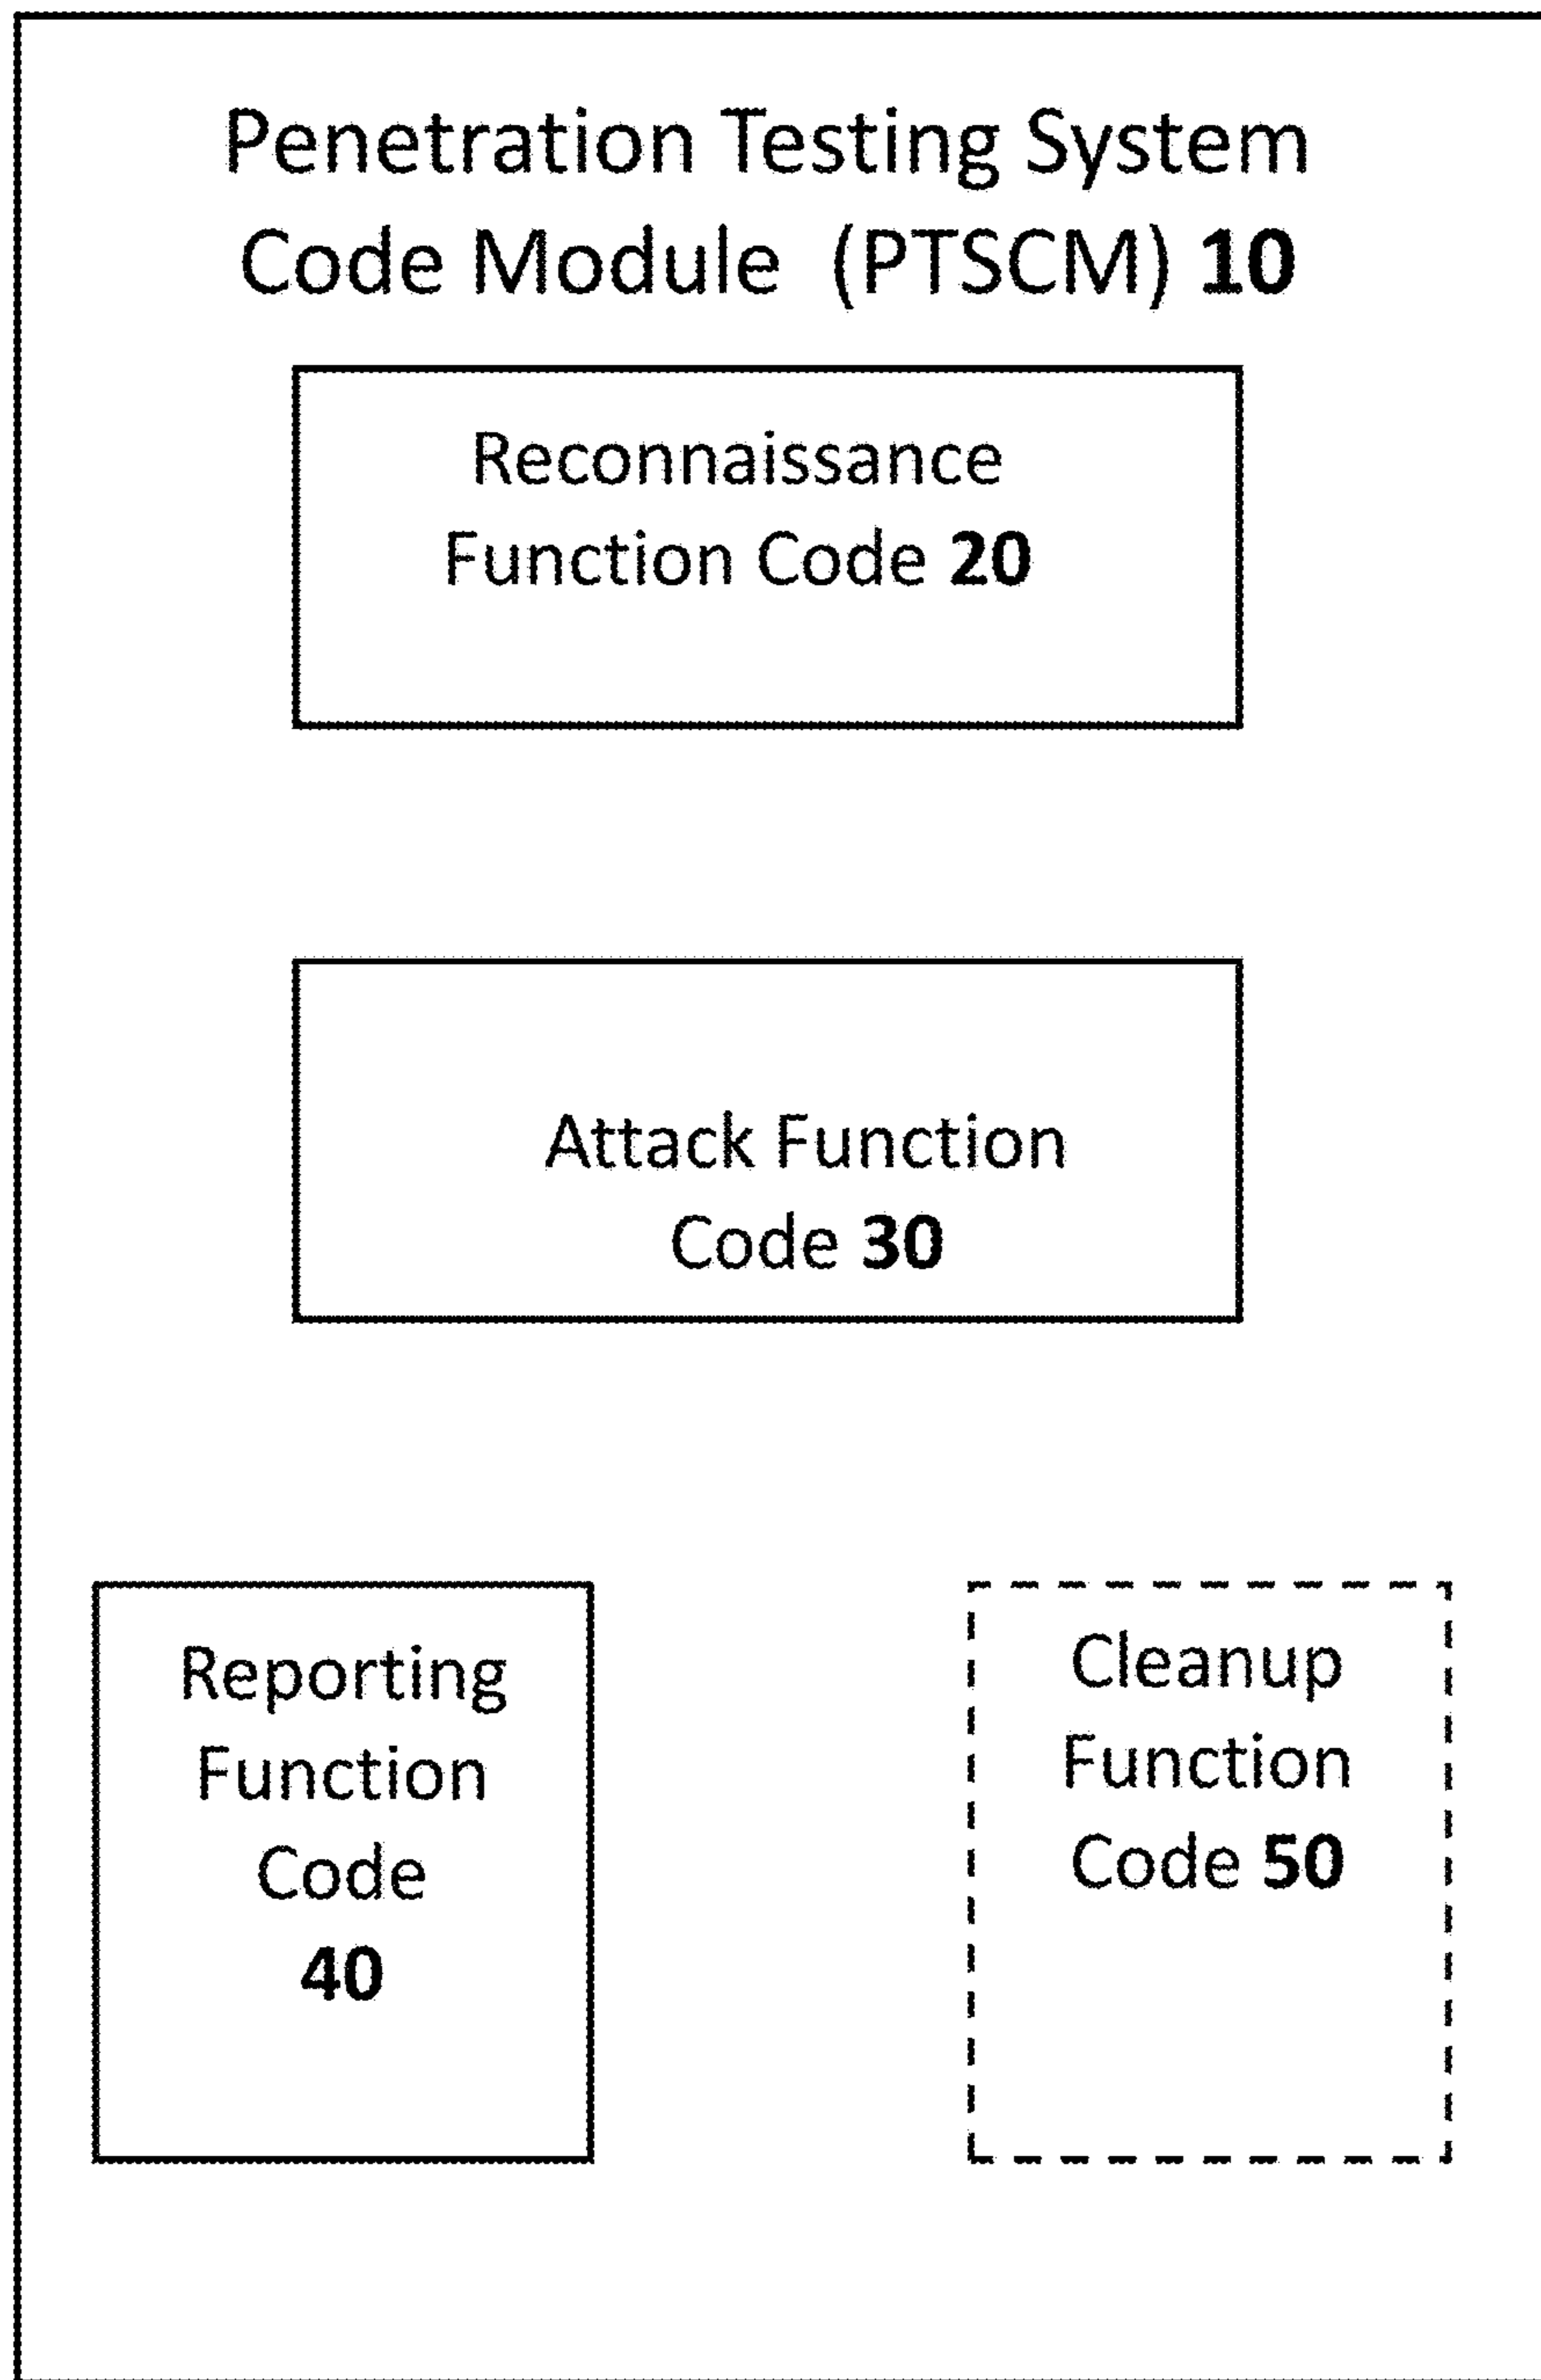 Penetration Testing System
Code Module (PTSCM) 10
Reconnaissance
Function Code 20
Attack Function
Code 30
Reporting
Function
Code
40
Cleanup
Function
Code 50